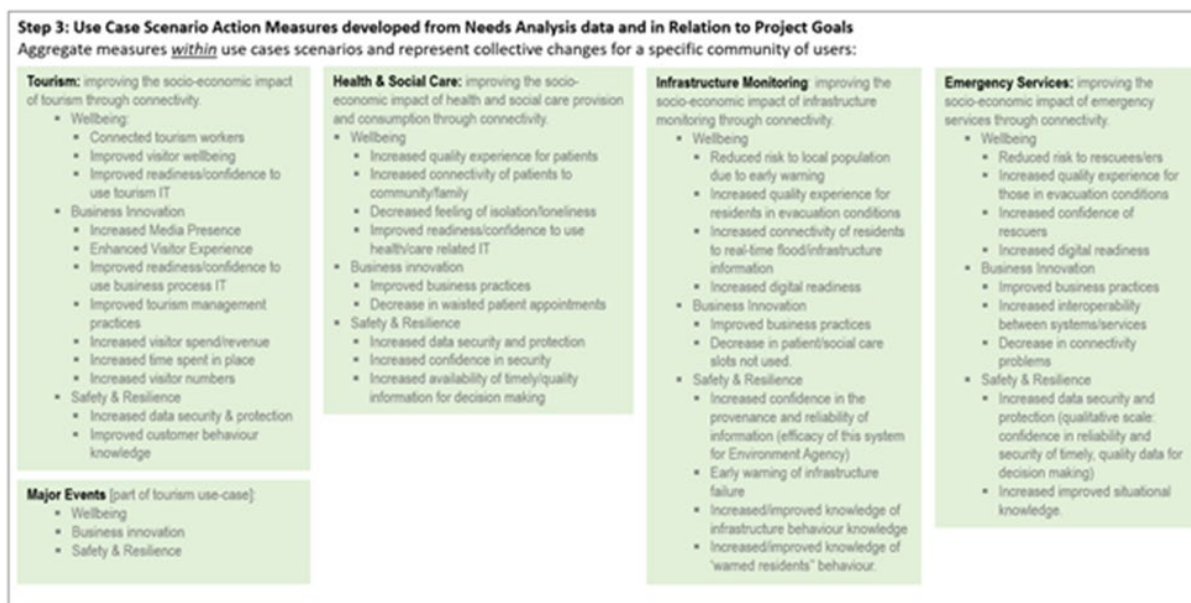 Step 3: Use Case Scenario Action Measures developed from Needs Analysis data and in Relation to Project Goals
Aggregate measures within use cases scenarios and represent collective changes for a specific community of users:
Tourism: improving the socio-economic impact
of tourism through connectivity.
▪ Wellbeing:
▪ Connected tourism workers
▪ Improved visitor wellbeing
▪ Improved readiness/confidence to
use tourism IT
▪ Business Innovation
▪ Increased Media Presence
▪ Enhanced Visitor Experience
▪ Improved readiness/confidence to
use business process IT
▪ Improved tourism management
practices
▪ Increased visitor spend/revenue
▪ Increased time spent in place
▪ Increased visitor numbers
▪ Safety & Resilience
▪ Increased data security & protection
▪ Improved customer behaviour
knowledge
Major Events [part of tourism use-case]:
▪ Wellbeing
▪ Business innovation
▪ Safety & Resilience
Health & Social Care: improving the socio-
economic impact of health and social care provision
and consumption through connectivity.
▪ Wellbeing
▪ Increased quality experience for patients
▪ Increased connectivity of patients to
community/family
▪ Decreased feeling of isolation/loneliness
▪ Improved readiness/confidence to use
health/care related IT
▪ Business innovation
▪ Improved business practices
▪ Decrease in waisted patient appointments
▪ Safety & Resilience
▪ Increased data security and protection
▪ Increased confidence in security
▪ Increased availability of timely/quality
information for decision making
Infrastructure Monitoring: improving the
socio-economic impact of infrastructure
monitoring through connectivity.
▪ Wellbeing
▪ Reduced risk to local population
due to early warning
▪ Increased quality experience for
residents in evacuation conditions
▪ Increased connectivity of residents
to real-time flood/infrastructure
information
▪ Increased digital readiness
▪ Business Innovation
▪ Improved business practices
▪ Decrease in patient/social care
slots not used.
▪ Safety & Resilience
▪ Increased confidence in the
provenance and reliability of
information (efficacy of this system
for Environment Agency)
▪ Early warning of infrastructure
failure
▪ Increased/improved knowledge of
infrastructure behaviour knowledge
▪ Increased/improved knowledge of
'warned residents" behaviour.
Emergency Services: improving the
socio-economic impact of emergency
services through connectivity.
▪ Wellbeing
▪ Reduced risk to rescuees/ers
▪ Increased quality experience for
those in evacuation conditions
▪ Increased confidence of
rescuers
▪ Increased digital readiness
▪ Business Innovation
▪ Improved business practices
▪ Increased interoperability
between systems/services
▪ Decrease in connectivity
problems
▪ Safety & Resilience
▪ Increased data security and
protection (qualitative scale:
confidence in reliability and
security of timely, quality data for
decision making)
▪ Increased improved situational
knowledge.